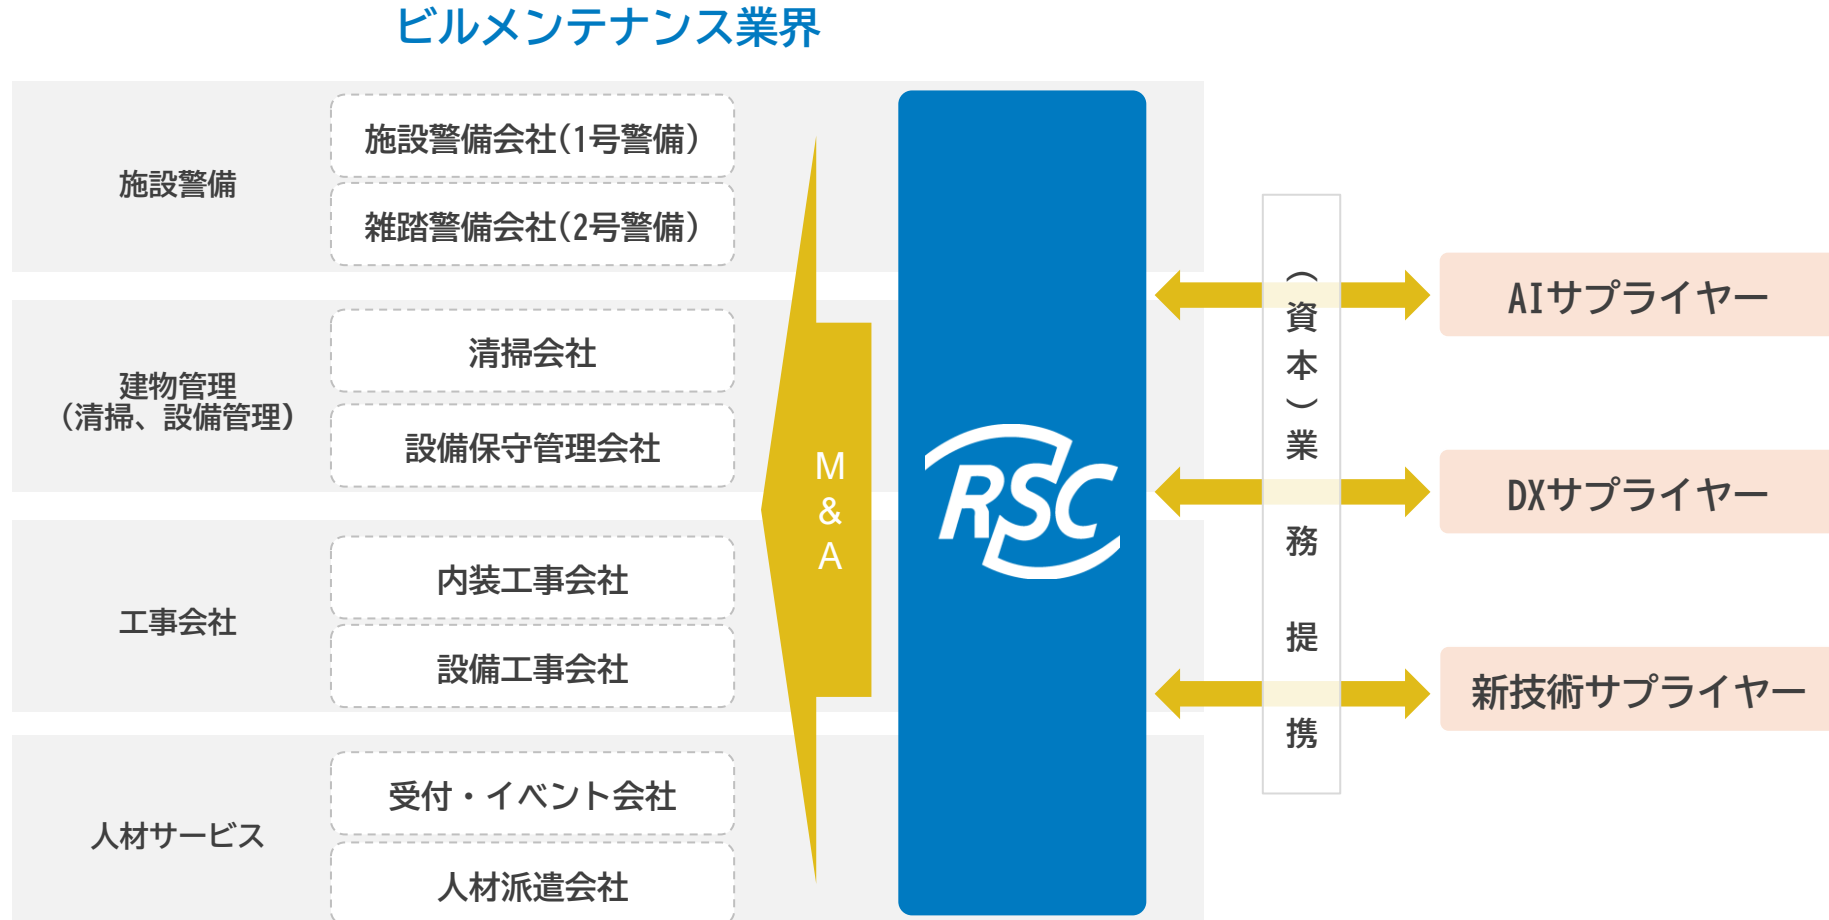 ビルメンテナンス業界
施設警備
施設警備会社(1号警備)
雑踏警備会社(2号警備)
建物管理
(清掃、設備管理)
清掃会社
設備保守管理会社
工事会社
内装工事会社
設備工事会社
人材サービス
受付・イベント会社
人材派遣会社
M&A
RSC
(資本)業務提携
AIサプライヤー
DXサプライヤー
新技術サプライヤー